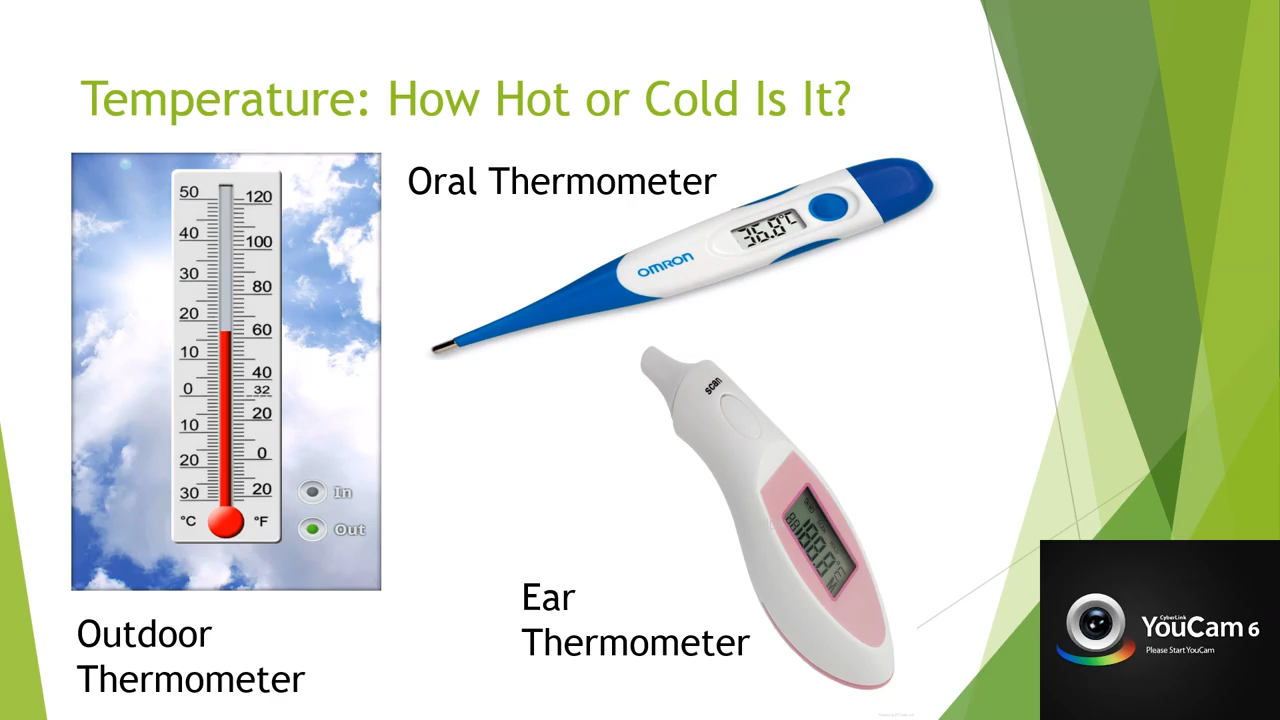 Temperature: How Hot or Cold Is It?
50
120
40
100
30
80
20
60
10
40
0
32
10
20
20
0
30
20
°C
°F
In
Out
Outdoor
Thermometer
Oral Thermometer
36.8°C
OMRON
scan
Ear
Thermometer
CyberLink
YouCam 6
Please Start YouCam